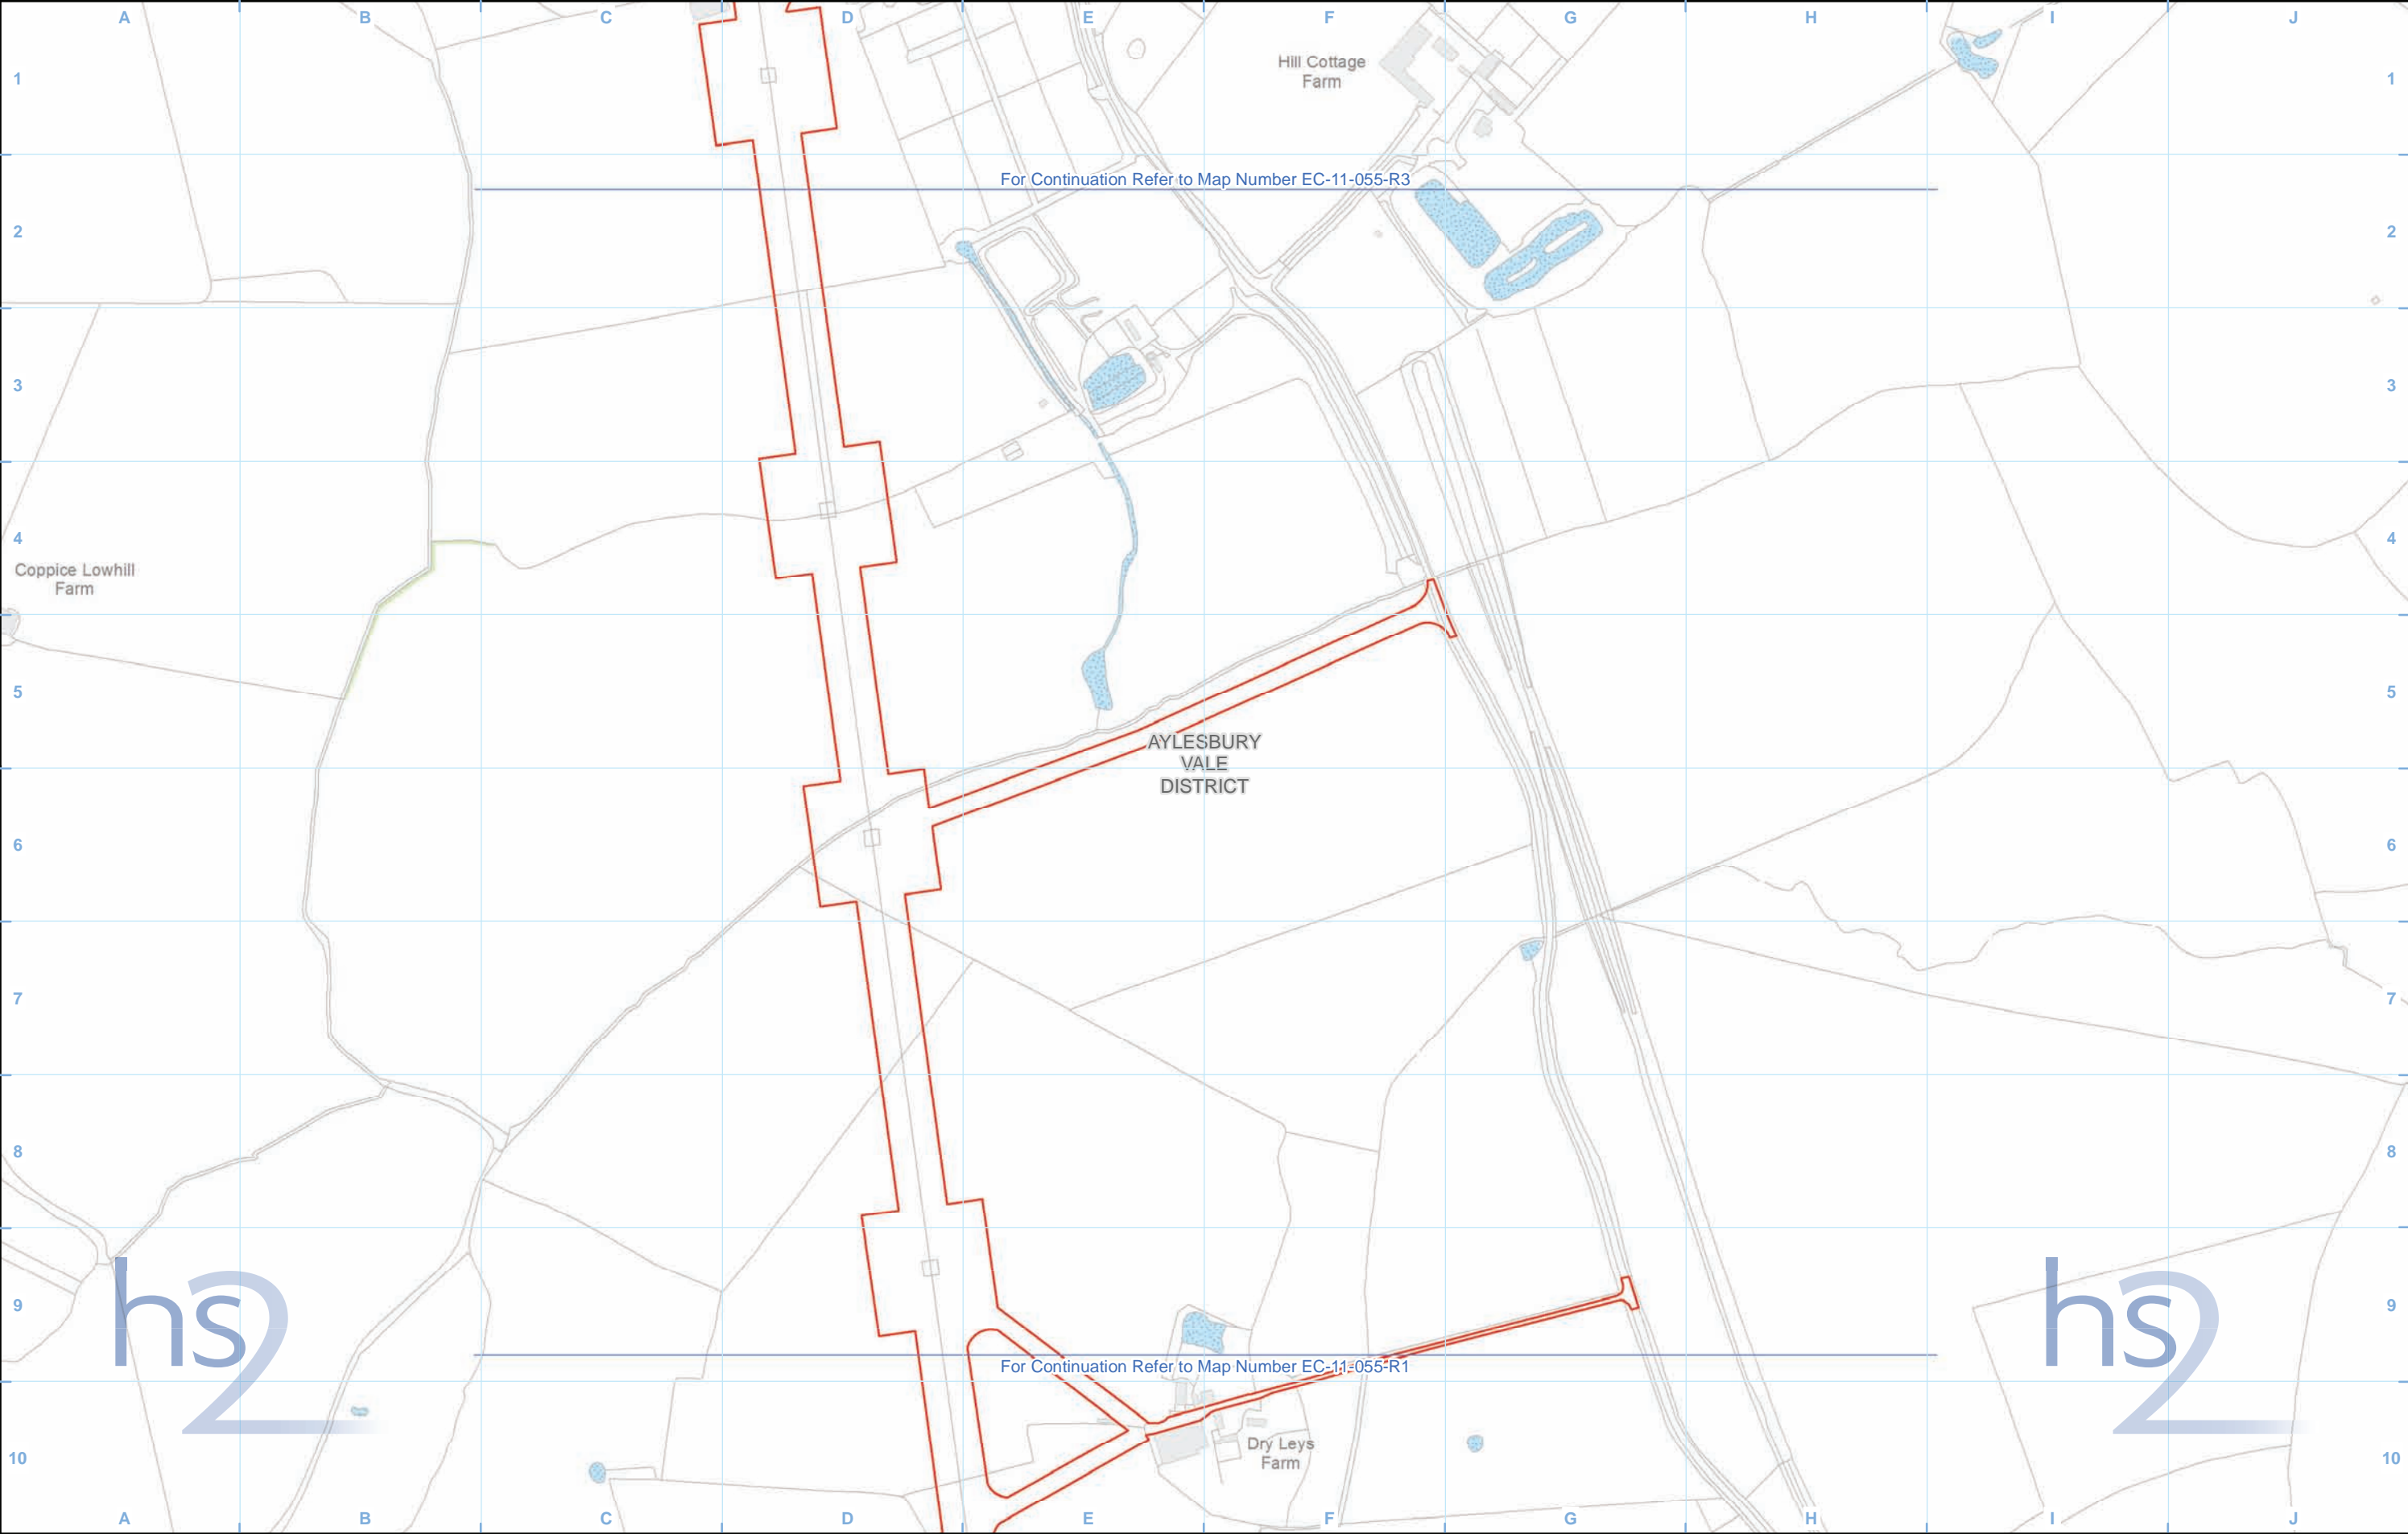 A B C D E F G H I J
1 1
Hill Cottage
Farm
For Continuation Refer to Map Number EC-11-055-R3
2 2
3 3
4 4
Coppice Lowhill
Farm
5 5
AYLESBURY
VALE
DISTRICT
6 6
7 7
8 8
hs2 hs2
9 9
For Continuation Refer to Map Number EC-11-055-R1
Dry Leys
Farm
10 10
A B C D E F G H I J